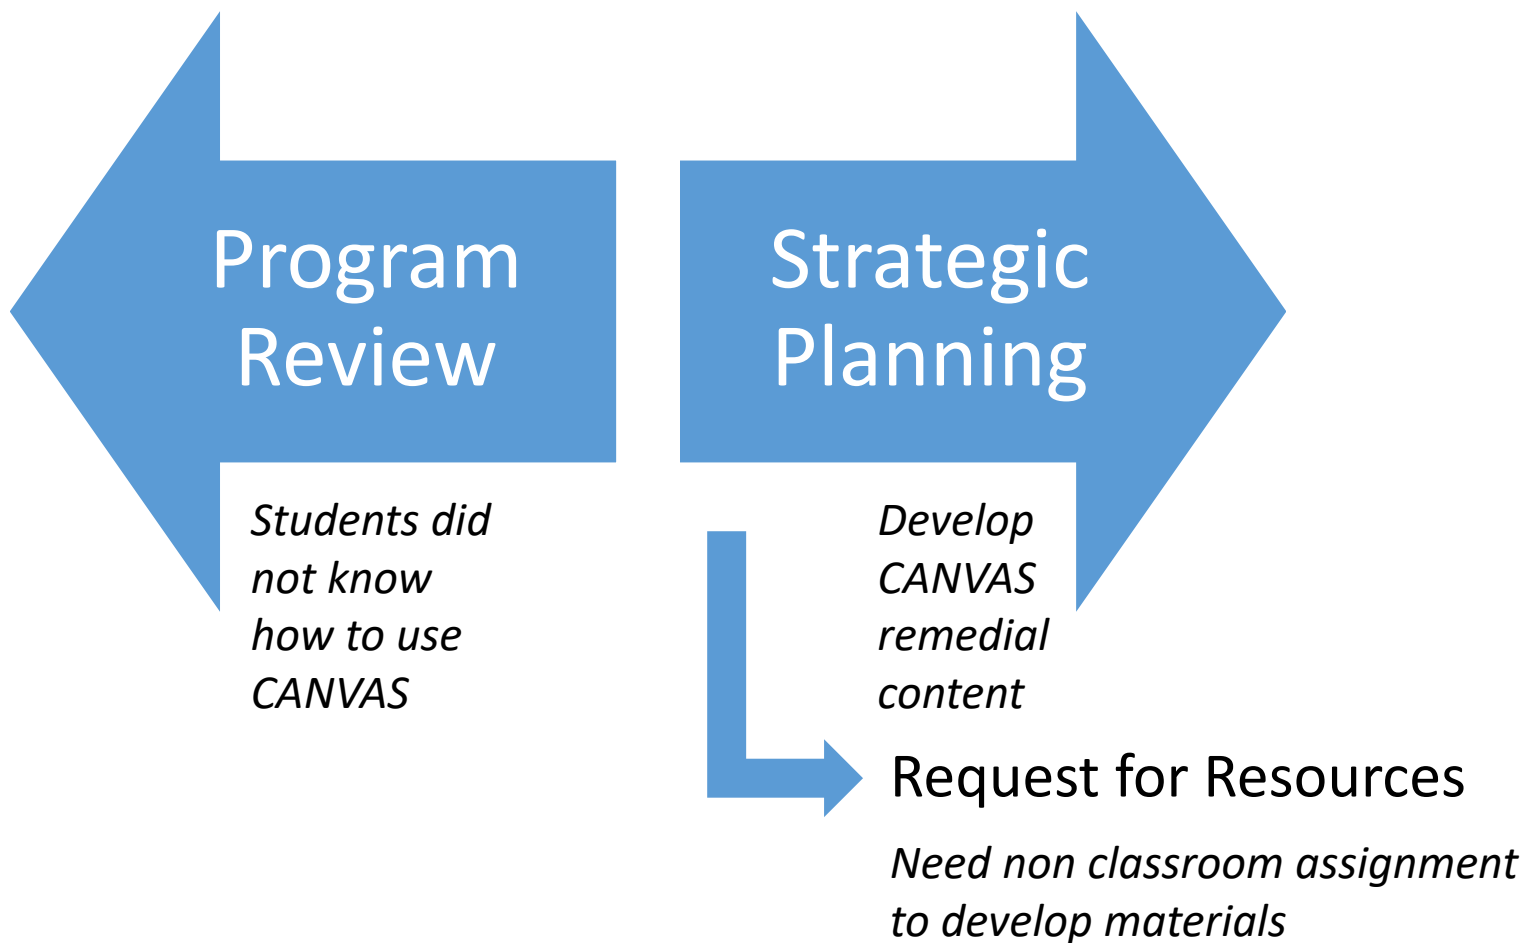 Program
Review
Strategic
Planning
Students did
not know
how to use
CANVAS
Develop
CANVAS
remedial
content
Request for Resources
Need non classroom assignment
to develop materials